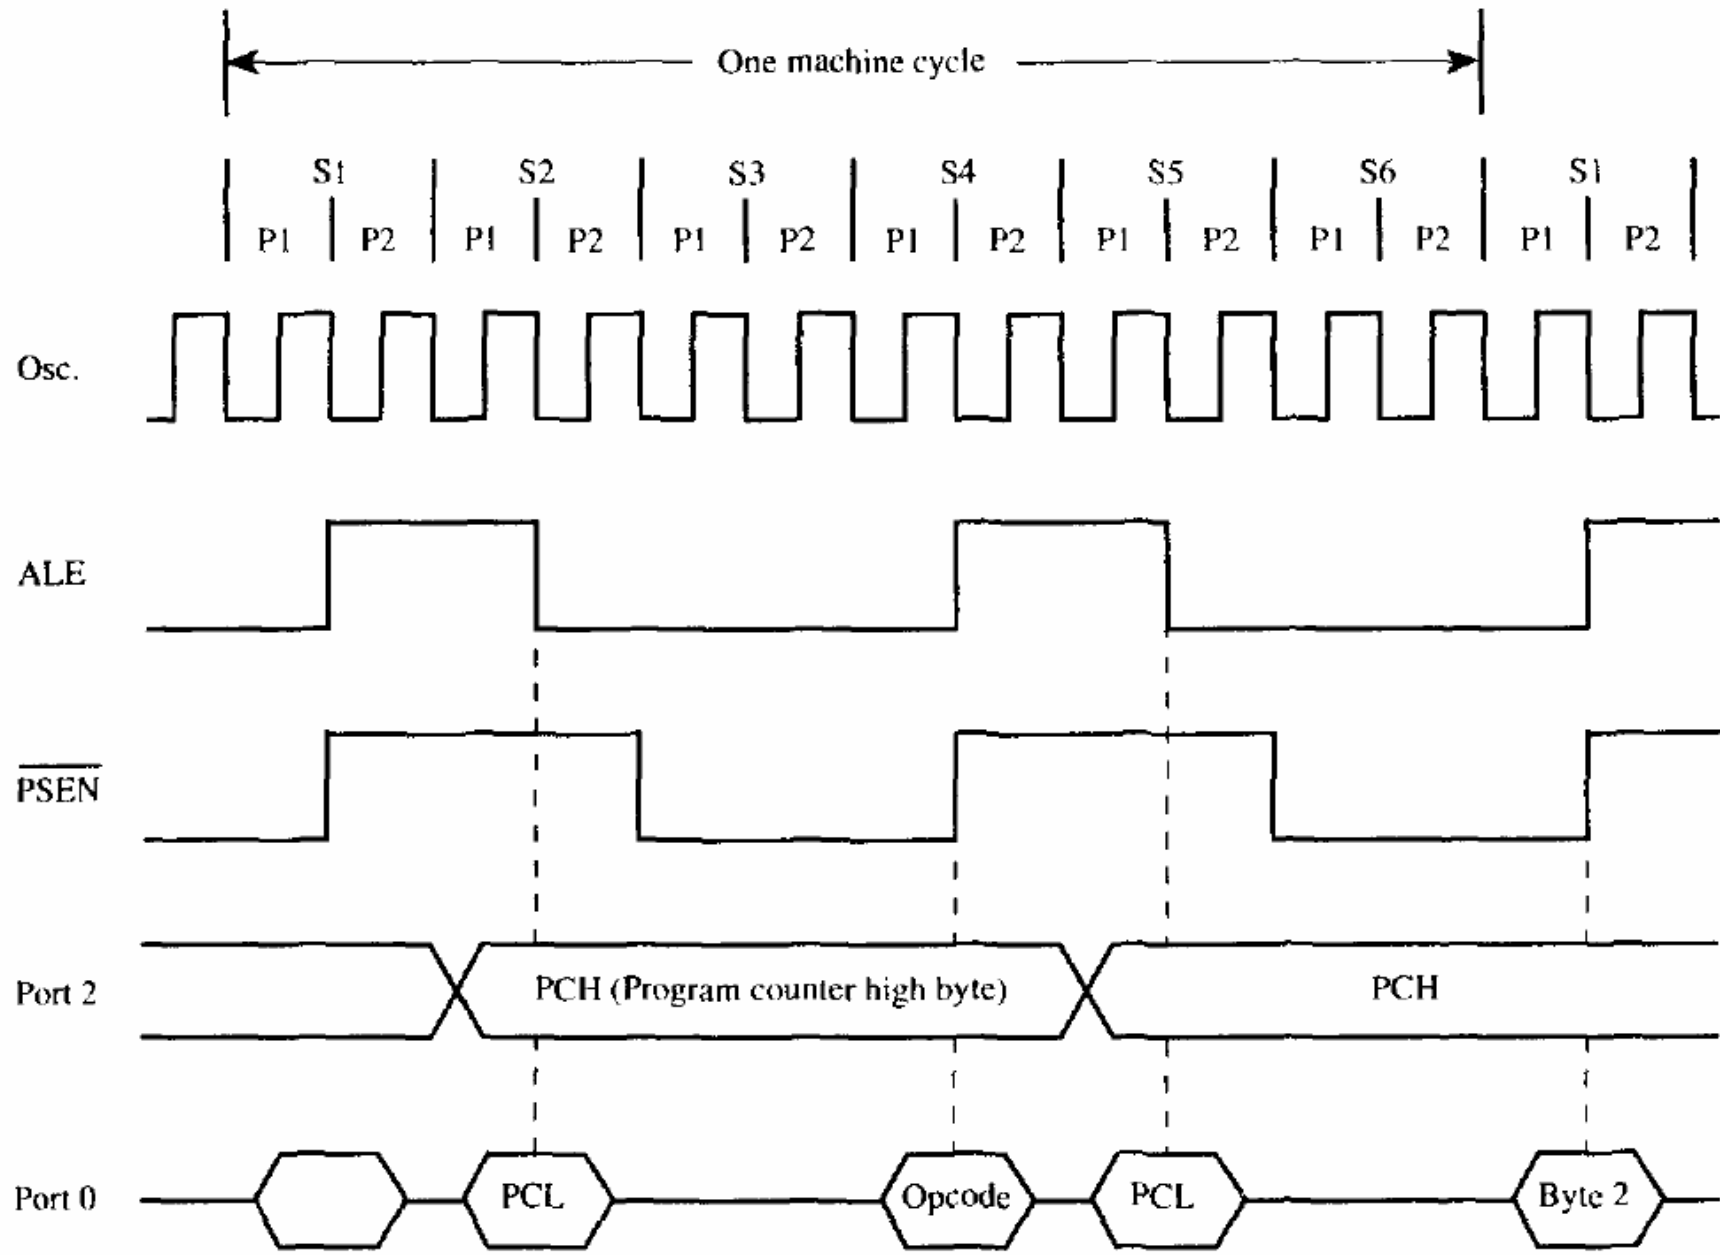 One machine cycle
S1 S2 S3 S4 S5 S6 S1
P1 P2 P1 P2 P1 P2 P1 P2 P1 P2 P1 P2 P1 P2
Osc.
ALE
PSEN
Port 2 PCH (Program counter high byte) PCH
Port 0 PCL Opcode PCL Byte 2